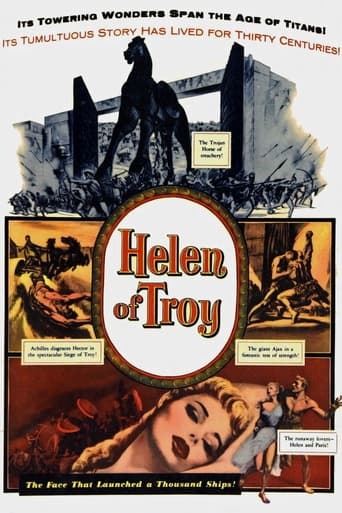 ITS TOWERING WONDERS SPAN THE AGE OF TITANS!
ITS TUMULTUOUS STORY HAS LIVED FOR THIRTY CENTURIES!
The Trojan
Horse of
treachery!
Helen
of Troy
Achilles disgraces Hector in
the spectacular Siege of Troy!
The giant Ajax in a
fantastic test of strength!
The runaway lovers—
Helen and Paris!
The Face That Launched a Thousand Ships!